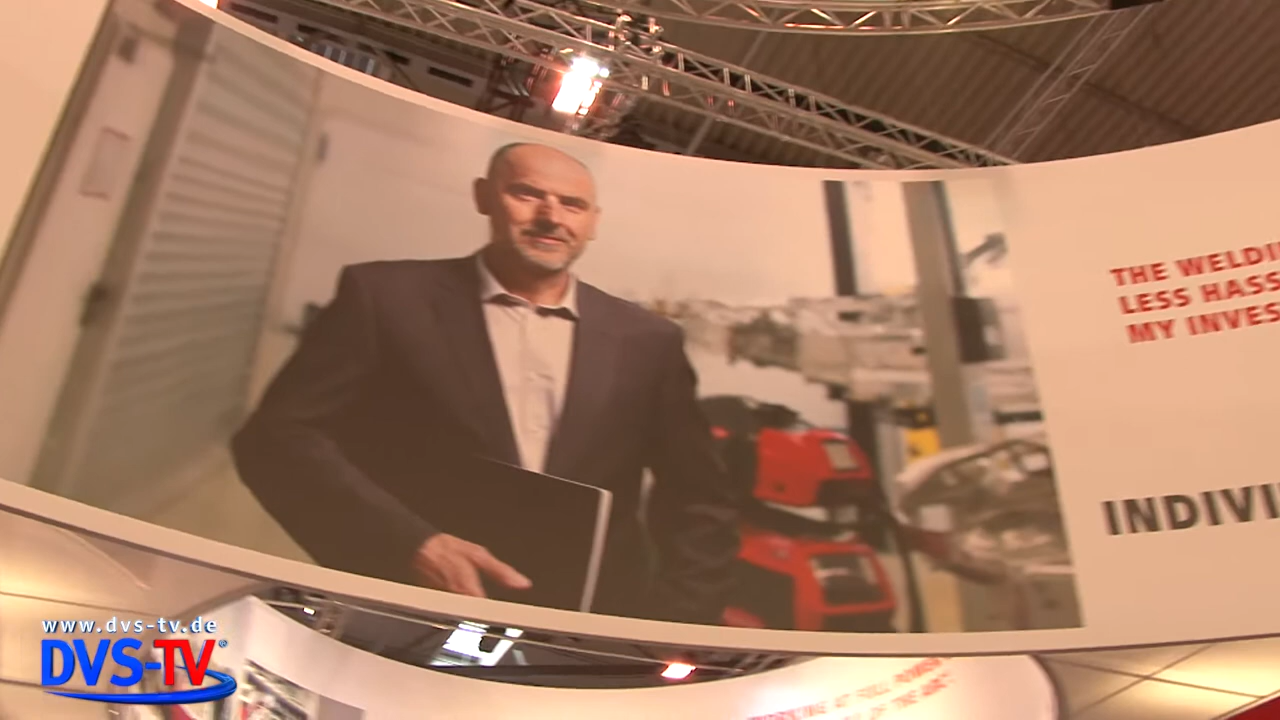 THE WELDI
LESS HASS
MY INVES
INDIVI
www.dvs-tv.de
DVS-TV